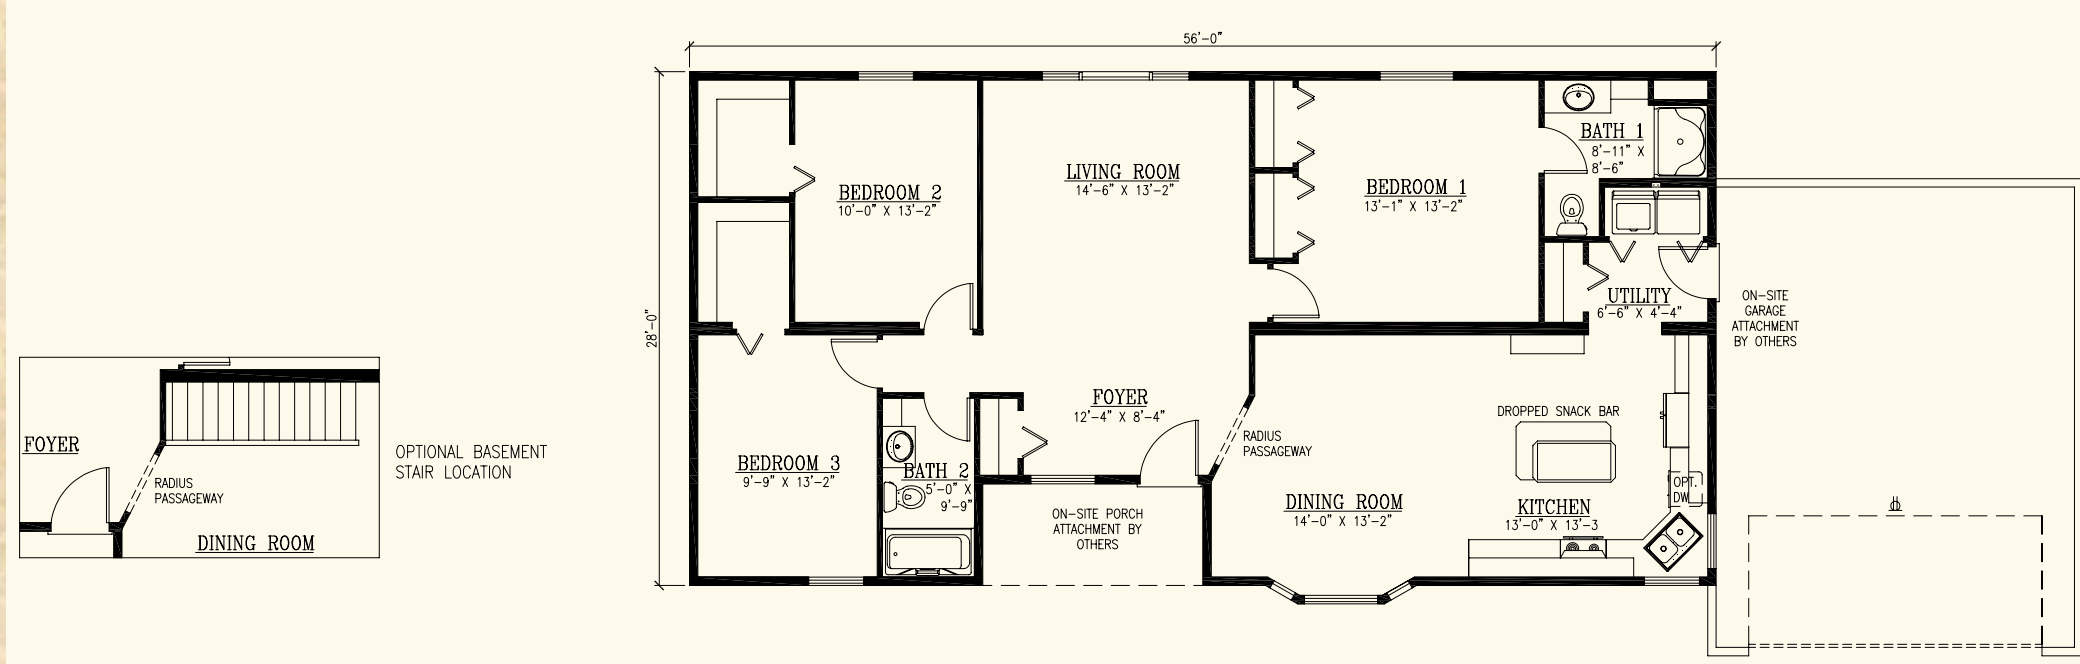 56'-0"
28'-0"
BEDROOM 2
10'-0" X 13'-2"
LIVING ROOM
14'-6" X 13'-2"
BEDROOM 1
13'-1" X 13'-2"
BATH 1
8'-11" X
8'-6"
UTILITY
6'-6" X 4'-4"
ON-SITE
GARAGE
ATTACHMENT
BY OTHERS
FOYER
12'-4" X 8'-4"
RADIUS
PASSAGEWAY
DROPPED SNACK BAR
BEDROOM 3
9'-9" X 13'-2"
BATH 2
5'-0" X
9'-9"
ON-SITE PORCH
ATTACHMENT BY
OTHERS
DINING ROOM
14'-0" X 13'-2"
KITCHEN
13'-0" X 13'-3
OPT.
DW
FOYER
RADIUS
PASSAGEWAY
DINING ROOM
OPTIONAL BASEMENT
STAIR LOCATION